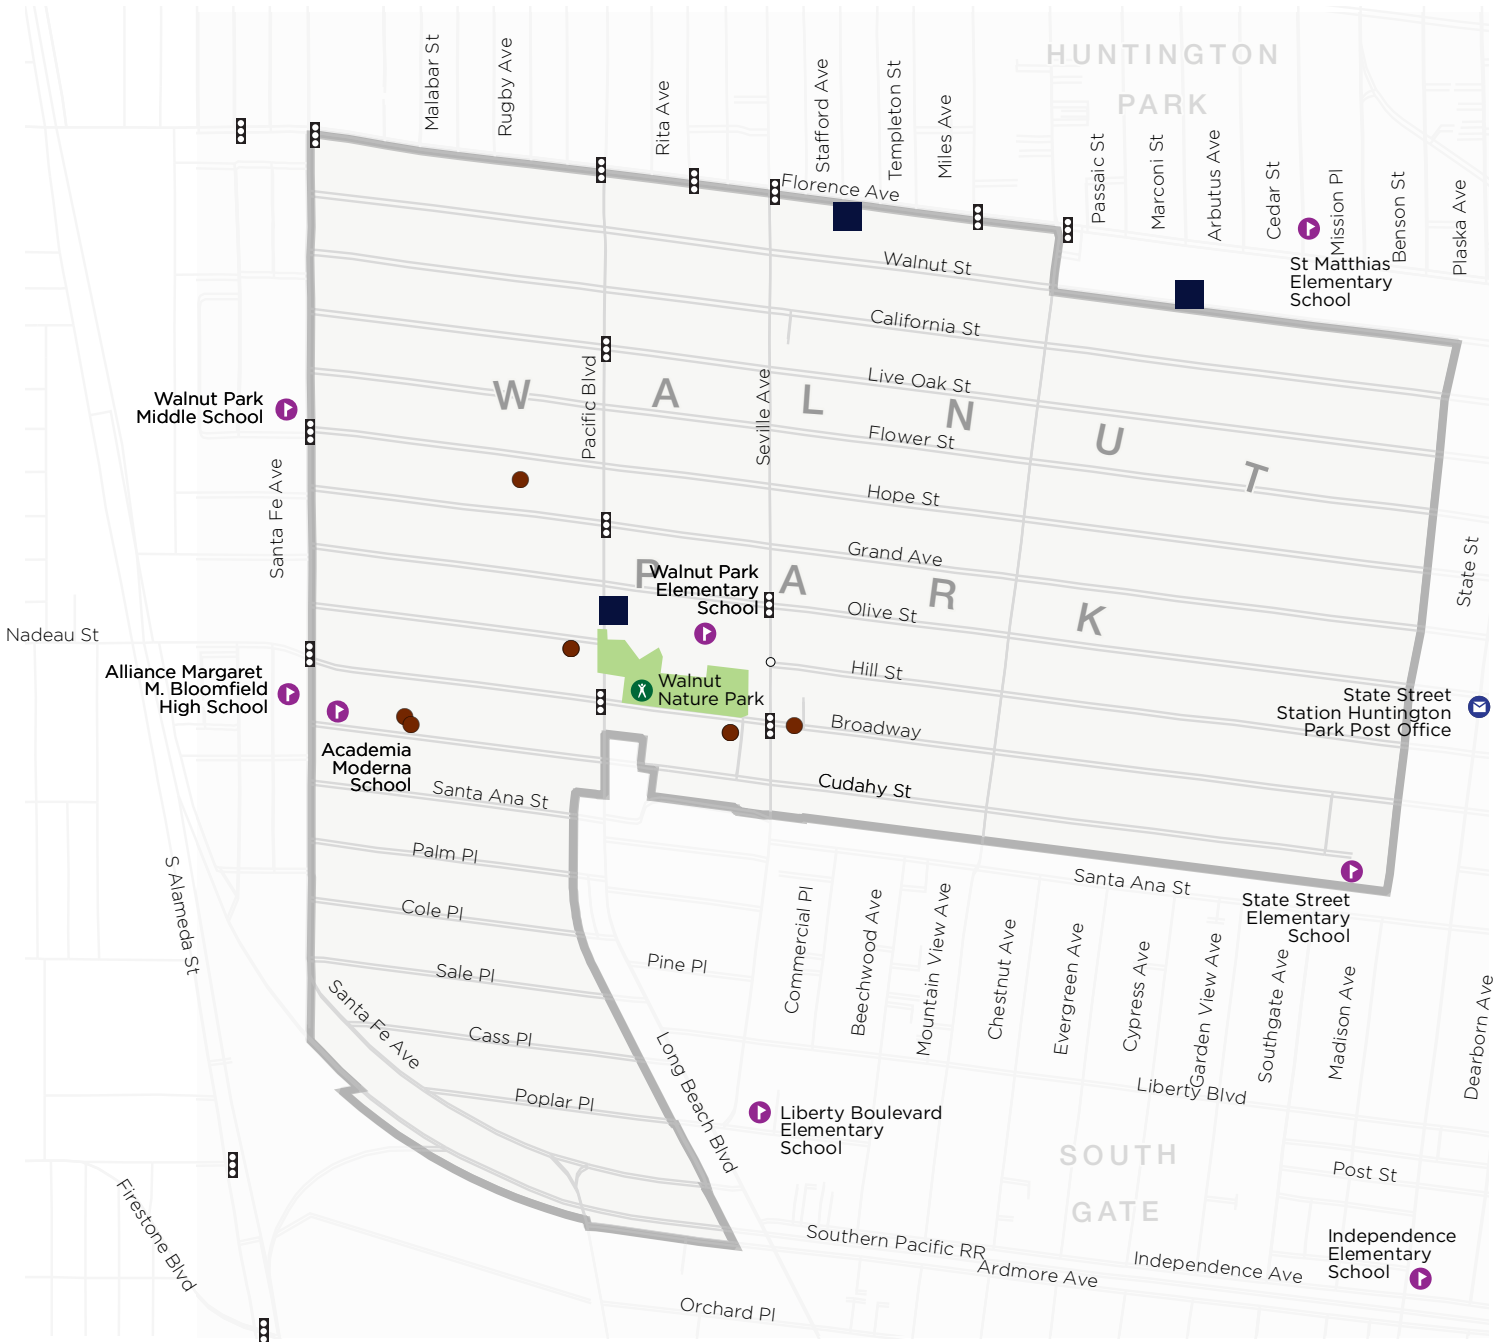 HUNTINGTON
PARK
Malabar St
Rugby Ave
Rita Ave
Stafford Ave
Templeton St
Miles Ave
Passaic St
Marconi St
Arbutus Ave
Cedar St
Mission Pl
Benson St
Plaska Ave
Florence Ave
St Matthias
Elementary
School
Walnut St
California St
Live Oak St
Flower St
Hope St
Grand Ave
Olive St
Hill St
Broadway
Cudahy St
Pacific Blvd
Seville Ave
Santa Fe Ave
State St
W A L N U T
P A R K
Walnut Park
Middle School
Walnut Park
Elementary
School
Walnut
Nature Park
Nadeau St
Alliance Margaret
M. Bloomfield
High School
Academia
Moderna
School
State Street
Station Huntington
Park Post Office
Santa Ana St
Palm Pl
Cole Pl
Sale Pl
Cass Pl
Poplar Pl
Santa Fe Ave
S Alameda St
Firestone Blvd
Pine Pl
Long Beach Blvd
Santa Ana St
State Street
Elementary
School
Commercial Pl
Beechwood Ave
Mountain View Ave
Chestnut Ave
Evergreen Ave
Cypress Ave
Garden View Ave
Southgate Ave
Madison Ave
Dearborn Ave
Liberty Blvd
Liberty Boulevard
Elementary
School
SOUTH
GATE
Post St
Southern Pacific RR
Ardmore Ave
Independence Ave
Independence
Elementary
School
Orchard Pl